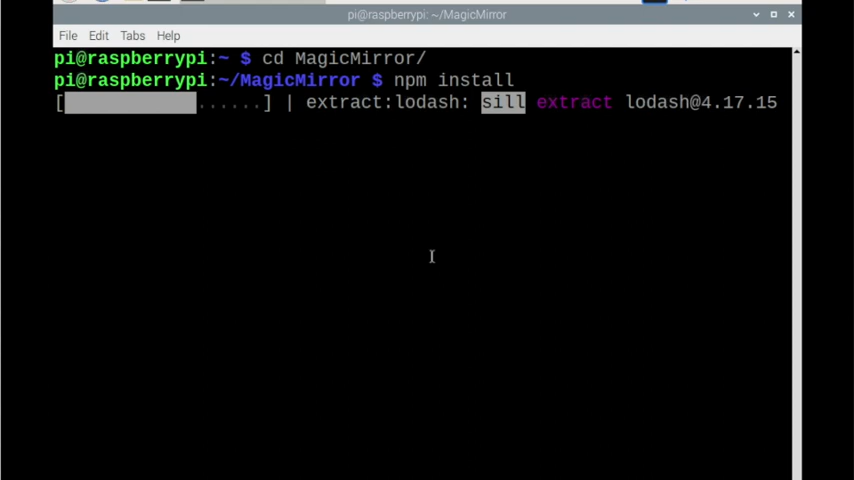 pi@raspberrypi: ~/MagicMirror
File Edit Tabs Help
pi@raspberrypi:~ $ cd MagicMirror/
pi@raspberrypi:~/MagicMirror $ npm install
[          ......] | extract:lodash: sill extract lodash@4.17.15